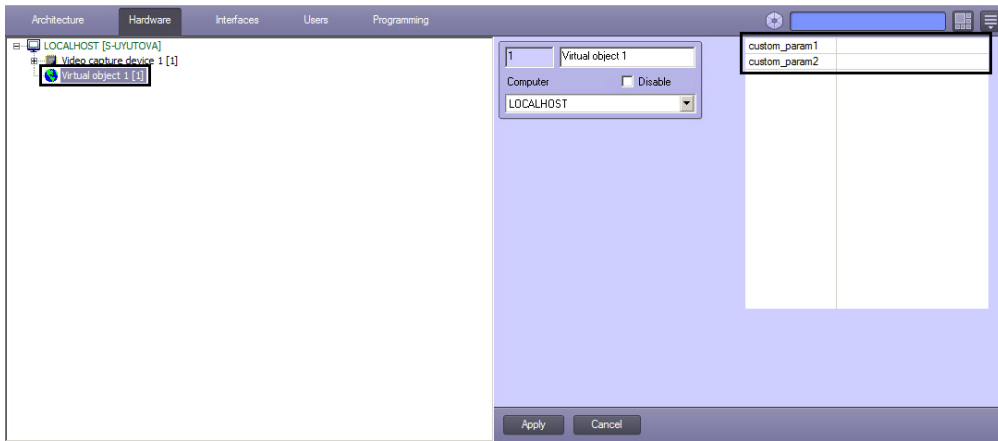 Architecture Hardware Interfaces Users Programming
LOCALHOST [S-UYUTOVA]
Video capture device 1 [1]
Virtual object 1 [1]
1 Virtual object 1
Computer Disable
LOCALHOST
custom_param1
custom_param2
Apply Cancel